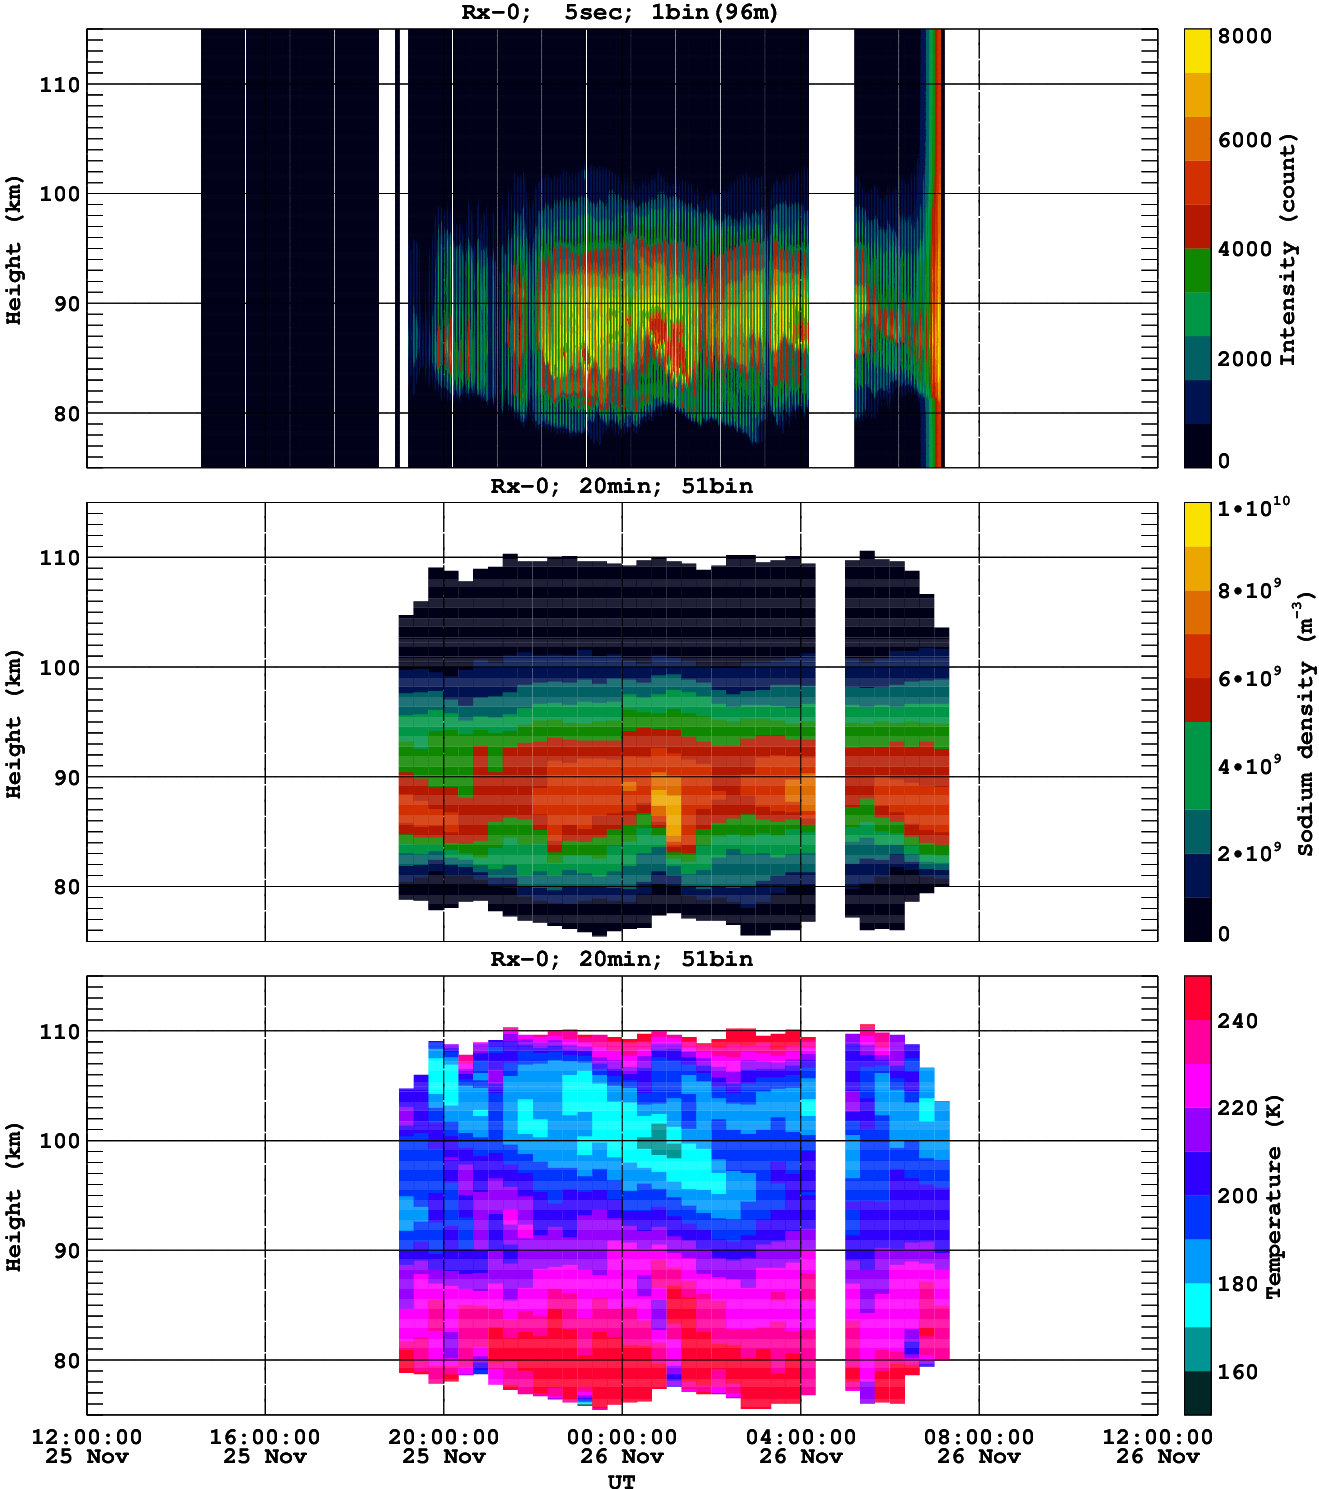 Rx-0;  5sec; 1bin(96m)
110
100
90
80
Height (km)
8000
6000
4000
2000
0
Intensity (count)
Rx-0; 20min; 51bin
110
100
90
80
Height (km)
1•10¹⁰
8•10⁹
6•10⁹
4•10⁹
2•10⁹
0
Sodium density (m⁻³)
Rx-0; 20min; 51bin
110
100
90
80
Height (km)
240
220
200
180
160
Temperature (K)
12:00:00 16:00:00 20:00:00 00:00:00 04:00:00 08:00:00 12:00:00
25 Nov 25 Nov 25 Nov 26 Nov 26 Nov 26 Nov 26 Nov
UT